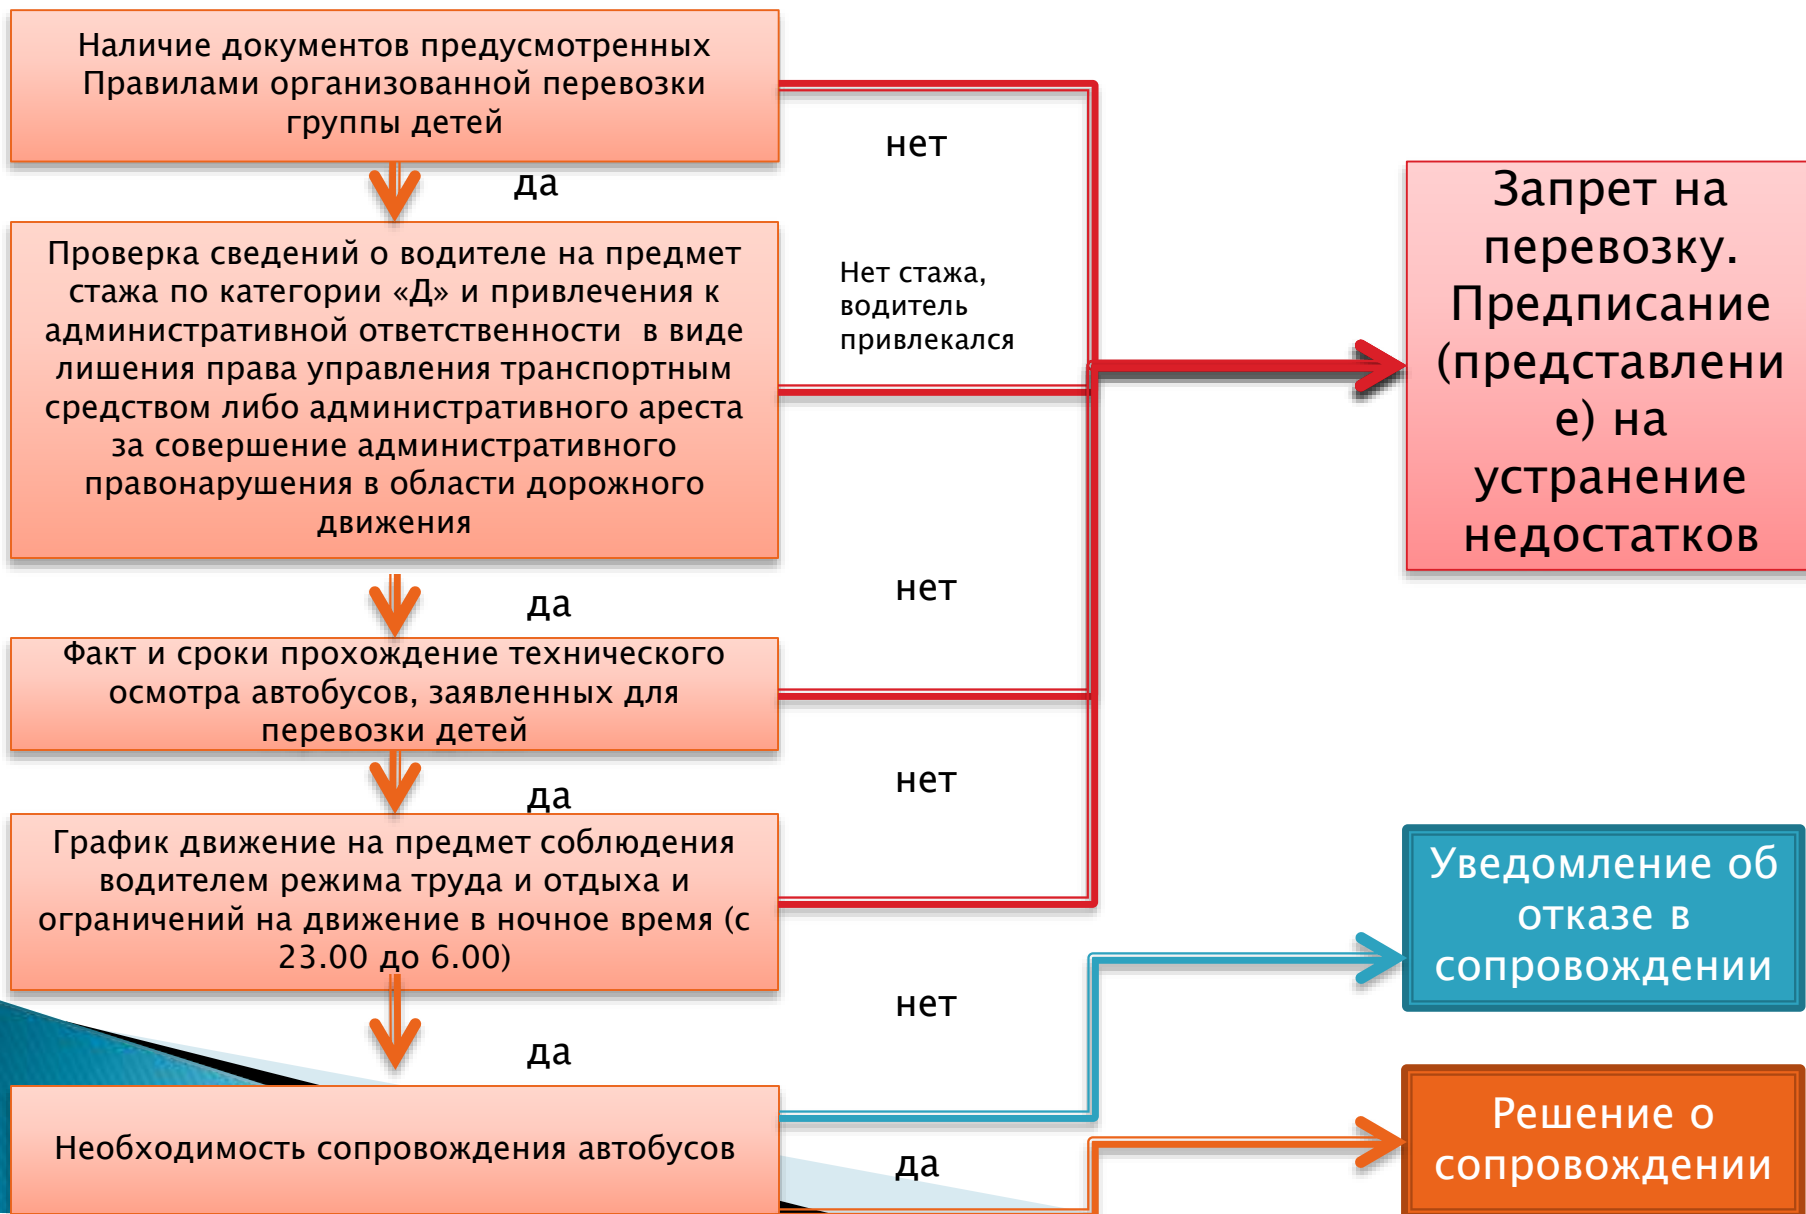 Наличие документов предусмотренных
Правилами организованной перевозки
группы детей
нет
да
Проверка сведений о водителе на предмет
стажа по категории «Д» и привлечения к
административной ответственности в виде
лишения права управления транспортным
средством либо административного ареста
за совершение административного
правонарушения в области дорожного
движения
Нет стажа,
водитель
привлекался
Запрет на
перевозку.
Предписание
(представлени
е) на
устранение
недостатков
да
нет
Факт и сроки прохождение технического
осмотра автобусов, заявленных для
перевозки детей
да
нет
График движение на предмет соблюдения
водителем режима труда и отдыха и
ограничений на движение в ночное время (с
23.00 до 6.00)
Уведомление об
отказе в
сопровождении
да
нет
Необходимость сопровождения автобусов
да
Решение о
сопровождении